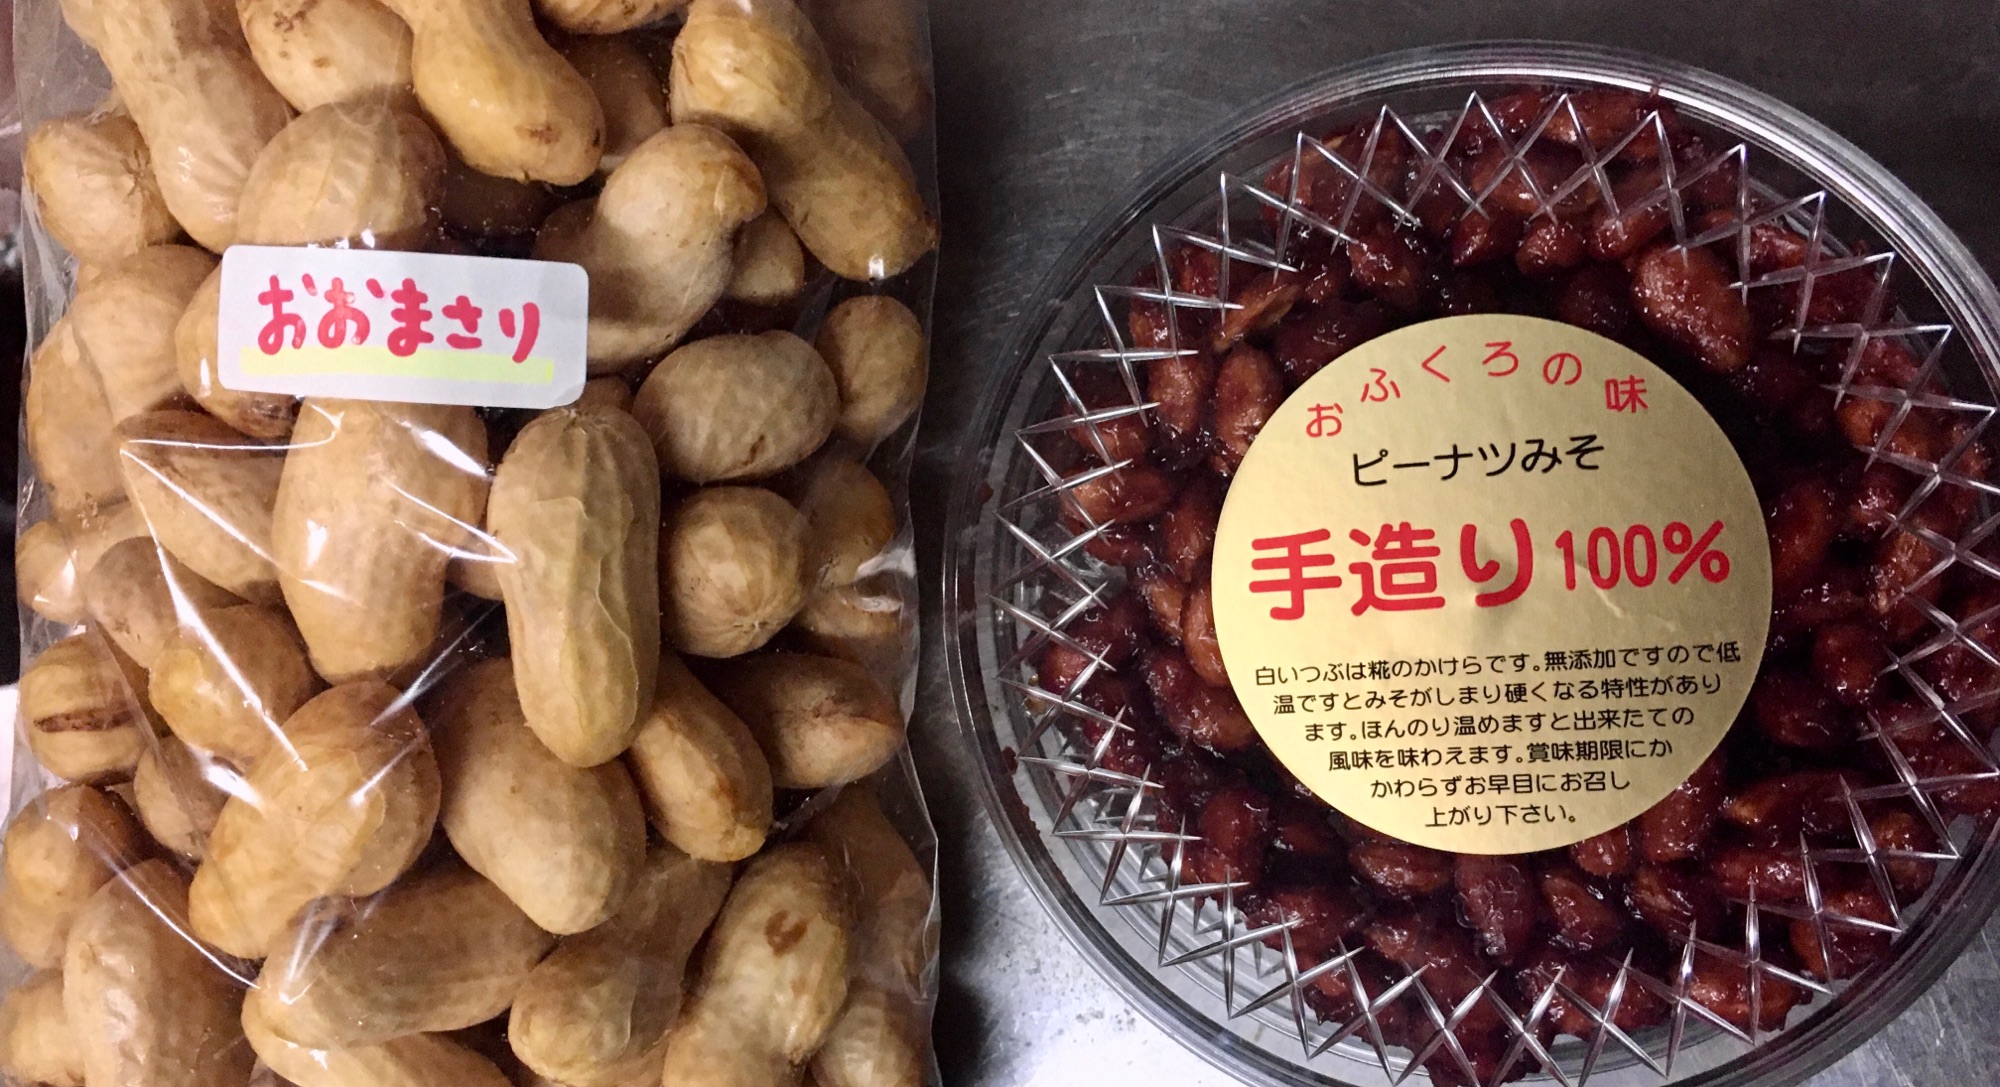 おおまさり
おふくろの味
ピーナツみそ
手造り100%
白いつぶは糀のかけらです。無添加ですので低
温ですとみそがしまり硬くなる特性があり
ます。ほんのり温めますと出来たての
風味を味わえます。賞味期限にか
かわらずお早目にお召し
上がり下さい。